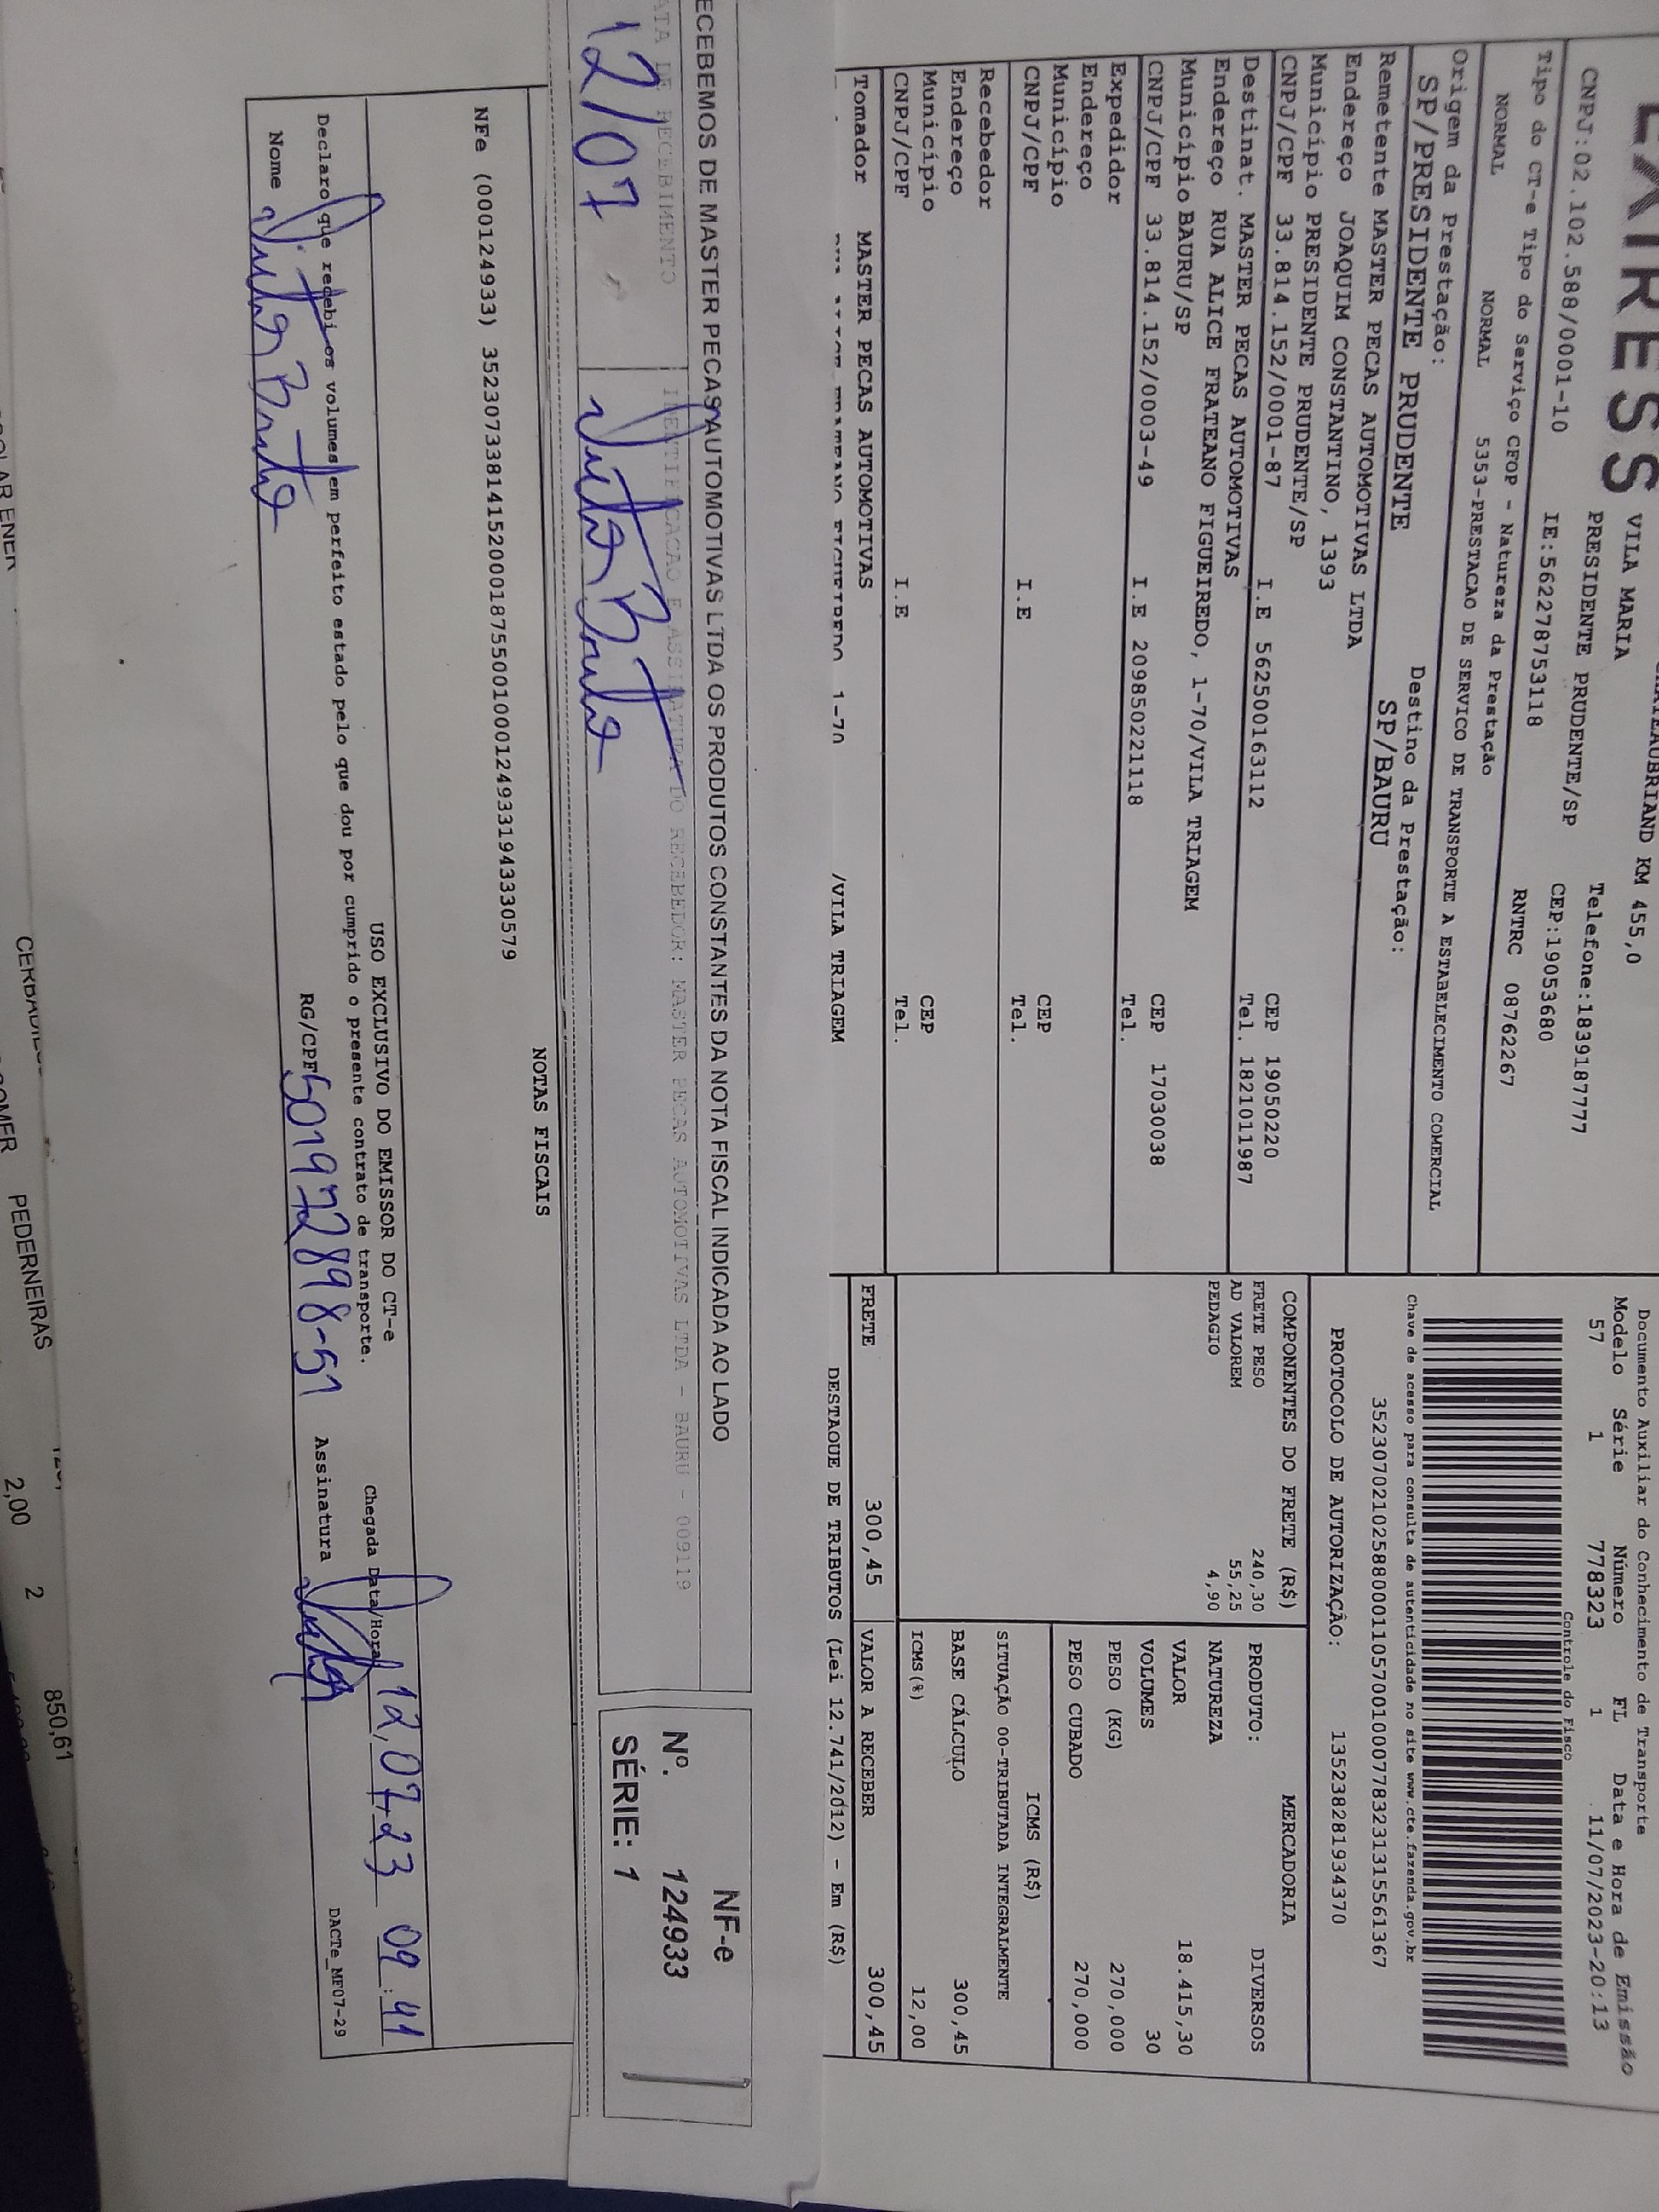 VILA MARIA
KM 455,0
PRESIDENTE PRUDENTE/SP Telefone:1839187777
CNPJ:02.102.588/0001-10 IE:562278753118 CEP:19053680
Tipo do CT-e Tipo do Serviço CFOP - Natureza da Prestação RNTRC 08762267
NORMAL NORMAL 5353-PRESTACAO DE SERVICO DE TRANSPORTE A ESTABELECIMENTO COMERCIAL
Origem da Prestação: Destino da Prestação:
SP/PRESIDENTE PRUDENTE SP/BAURU
Remetente MASTER PECAS AUTOMOTIVAS LTDA
Endereço JOAQUIM CONSTANTINO, 1393
Município PRESIDENTE PRUDENTE/SP CEP 19050220
CNPJ/CPF 33.814.152/0001-87 I.E 562500163112 Tel. 1821011987
Destinat. MASTER PECAS AUTOMOTIVAS
Endereço RUA ALICE FRATEANO FIGUEIREDO, 1-70/VILA TRIAGEM
Município BAURU/SP CEP 17030038
CNPJ/CPF 33.814.152/0003-49 I.E 209850221118 Tel.
Expedidor
Endereço
Município CEP
CNPJ/CPF I.E Tel.
Recebedor
Endereço
Município CEP
CNPJ/CPF I.E Tel.
Tomador MASTER PECAS AUTOMOTIVAS
1-70 /VILA TRIAGEM
Documento Auxiliar do Conhecimento de Transporte
Modelo Série Número FL Data e Hora de Emissão
57 1 778323 1 11/07/2023-20:13
Controle do Fisco
Chave de acesso para consulta de autenticidade no site www.cte.fazenda.gov.br
35230702102588000110570010007783231315561367
PROTOCOLO DE AUTORIZAÇÃO: 135238281934370
COMPONENTES DO FRETE (R$)
FRETE PESO 240,30
AD VALOREM 55,25
PEDAGIO 4,90
MERCADORIA
PRODUTO: DIVERSOS
NATUREZA
VALOR 18.415,30
VOLUMES 30
PESO (KG) 270,000
PESO CUBADO 270,000
ICMS (R$)
SITUAÇÃO 00-TRIBUTADA INTEGRALMENTE
BASE CÁLCULO 300,45
ICMS(%) 12,00
FRETE 300,45 VALOR A RECEBER 300,45
DESTAQUE DE TRIBUTOS (Lei 12.741/2012) - Em (R$)
ECEBEMOS DE MASTER PECAS AUTOMOTIVAS LTDA OS PRODUTOS CONSTANTES DA NOTA FISCAL INDICADA AO LADO
ATA DE RECEBIMENTO IDENTIFICACAO E ASSINATURA DO RECEBEDOR: MASTER PECAS AUTOMOTIVAS LTDA - BAURU - 009119
12/07
NF-e
Nº. 124933
SÉRIE: 1
NOTAS FISCAIS
NFe (000124933) 35230733814152000187550010001249331943330579
USO EXCLUSIVO DO EMISSOR DO CT-e
Declaro que recebi os volumes em perfeito estado pelo que dou por cumprido o presente contrato de transporte.
Chegada Data/Hora 12,07,23 09:41
Nome RG/CPF 501972898-51 Assinatura
DACTe_MF07-29
PEDERNEIRAS
2,00 2 850,61